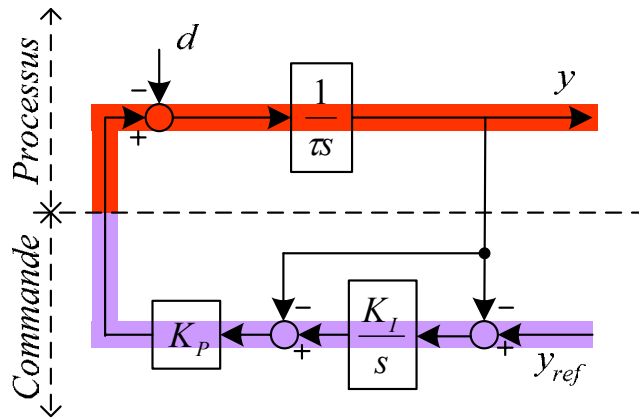 Processus
d
−
+
1
τs
y
Commande
−
−
K_P
+
K_I
s
+
y_ref